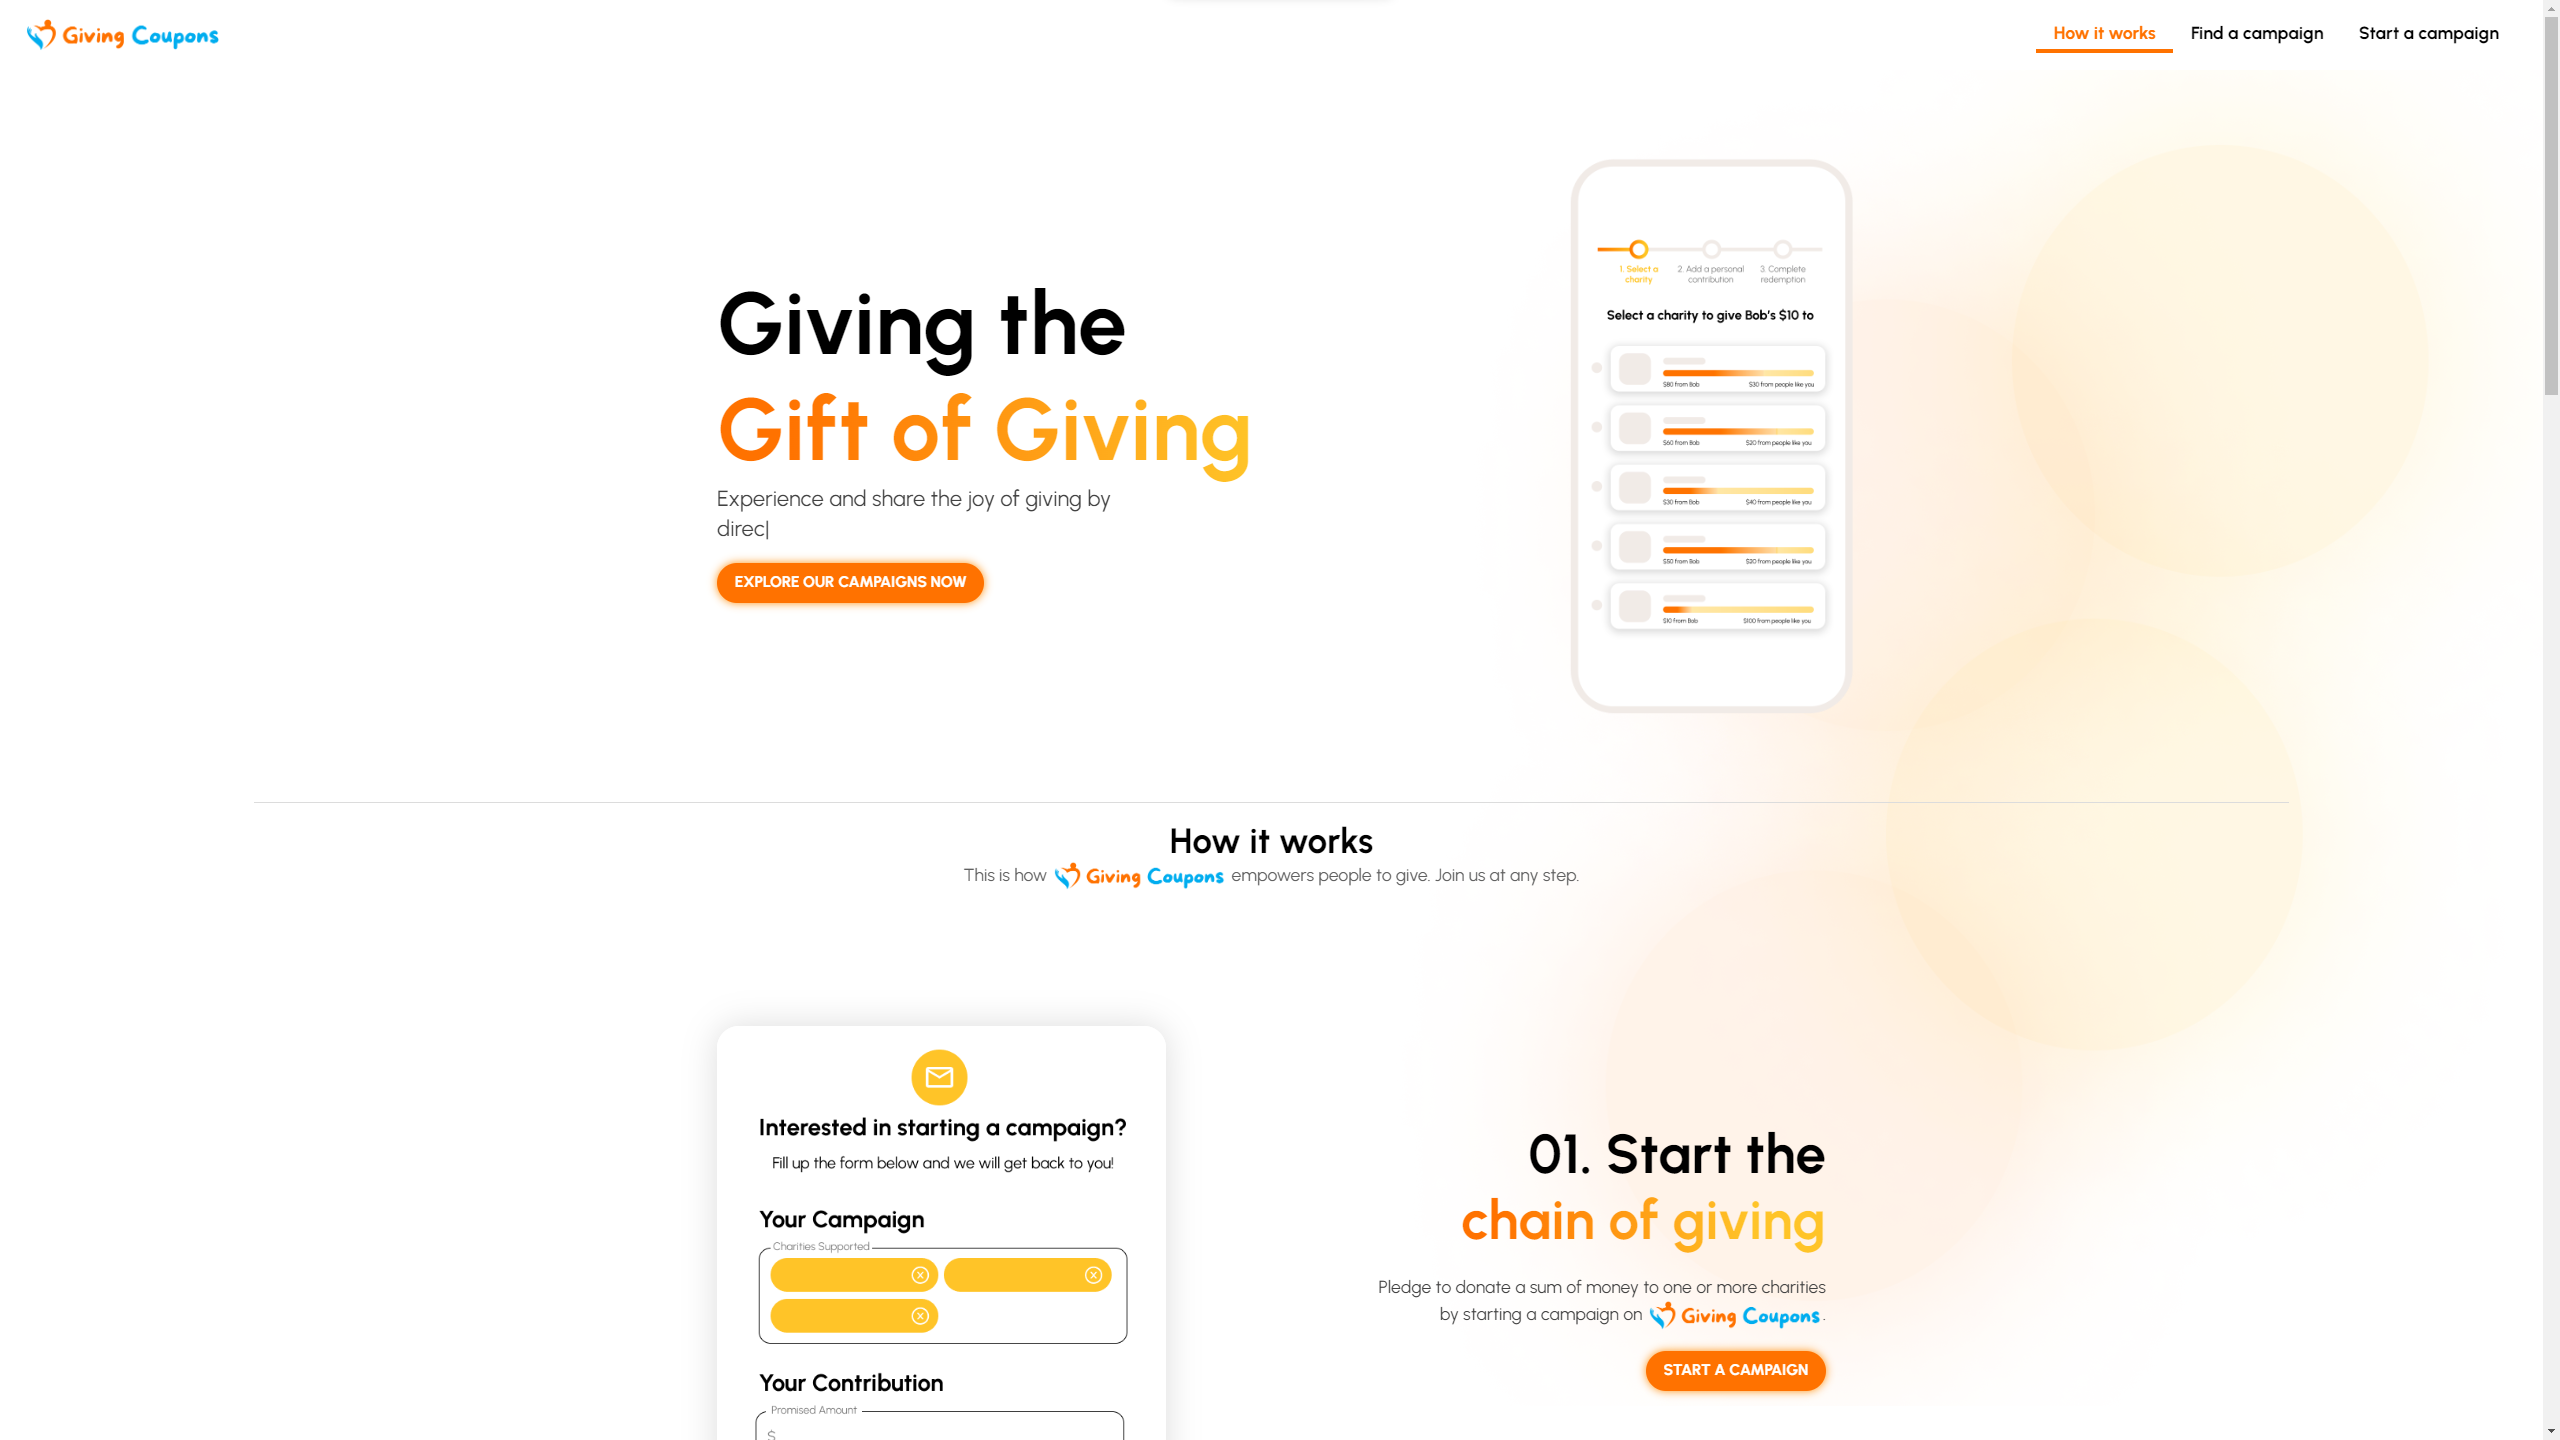 Giving Coupons
How it works
Find a campaign
Start a campaign
Giving the
Gift of Giving
Experience and share the joy of giving by
direc|
EXPLORE OUR CAMPAIGNS NOW
1. Select a
charity
2. Add a personal
contribution
3. Complete
redemption
Select a charity to give Bob's $10 to
$80 from Bob
$30 from people like you
$60 from Bob
$20 from people like you
$30 from Bob
$40 from people like you
$50 from Bob
$20 from people like you
$10 from Bob
$100 from people like you
How it works
This is how Giving Coupons empowers people to give. Join us at any step.
Interested in starting a campaign?
Fill up the form below and we will get back to you!
Your Campaign
Charities Supported
Your Contribution
Promised Amount
$
01. Start the
chain of giving
Pledge to donate a sum of money to one or more charities
by starting a campaign on Giving Coupons.
START A CAMPAIGN